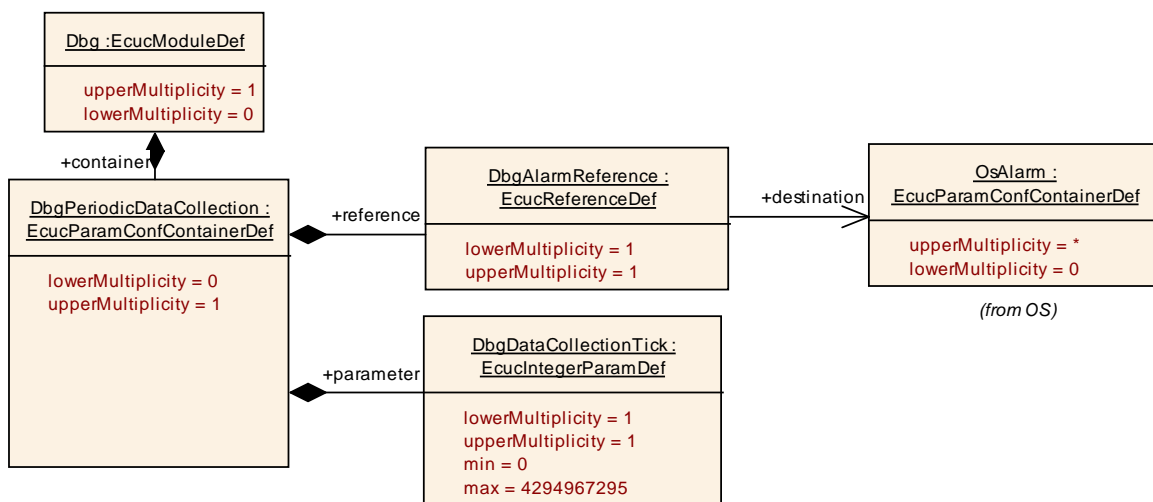 Dbg :EcucModuleDef
upperMultiplicity = 1
lowerMultiplicity = 0
+container
DbgPeriodicDataCollection :
EcucParamConfContainerDef
lowerMultiplicity = 0
upperMultiplicity = 1
+reference
DbgAlarmReference :
EcucReferenceDef
lowerMultiplicity = 1
upperMultiplicity = 1
+destination
OsAlarm :
EcucParamConfContainerDef
upperMultiplicity = *
lowerMultiplicity = 0
(from OS)
+parameter
DbgDataCollectionTick :
EcucIntegerParamDef
lowerMultiplicity = 1
upperMultiplicity = 1
min = 0
max = 4294967295